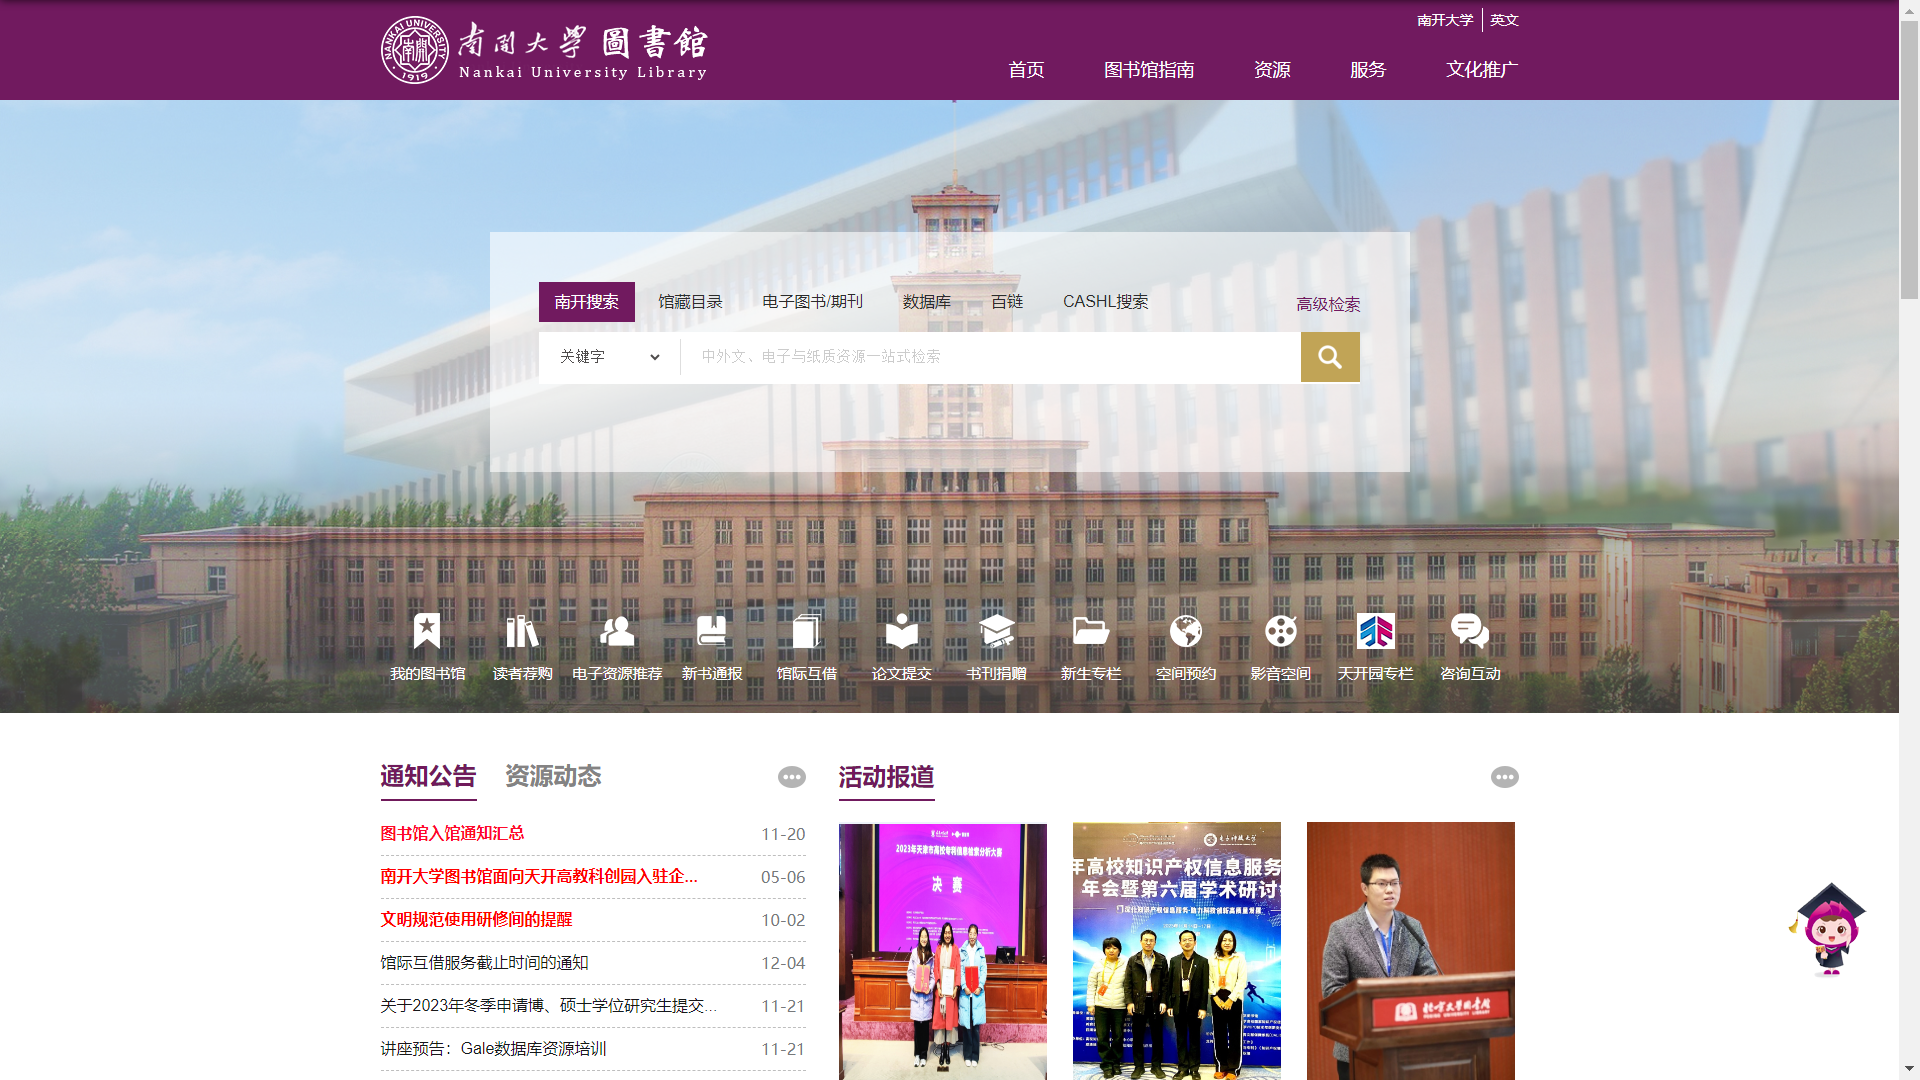 南开大学 英文
南開大學 圖書館
Nankai University Library
NANKAI UNIVERSITY
1919
首页 图书馆指南 资源 服务 文化推广
南开搜索 馆藏目录 电子图书/期刊 数据库 百链 CASHL搜索 高级检索
关键字 中外文、电子与纸质资源一站式检索
我的图书馆 读者荐购 电子资源推荐 新书通报 馆际互借 论文提交 书刊捐赠 新生专栏 空间预约 影音空间 天开园专栏 咨询互动
通知公告 资源动态
图书馆入馆通知汇总 11-20
南开大学图书馆面向天开高教科创园入驻企... 05-06
文明规范使用研修间的提醒 10-02
馆际互借服务截止时间的通知 12-04
关于2023年冬季申请博、硕士学位研究生提交... 11-21
讲座预告：Gale数据库资源培训 11-21
活动报道
2023年天津市高校专利信息检索分析大赛
决 赛
年高校知识产权信息服务
年会暨第六届学术研讨会